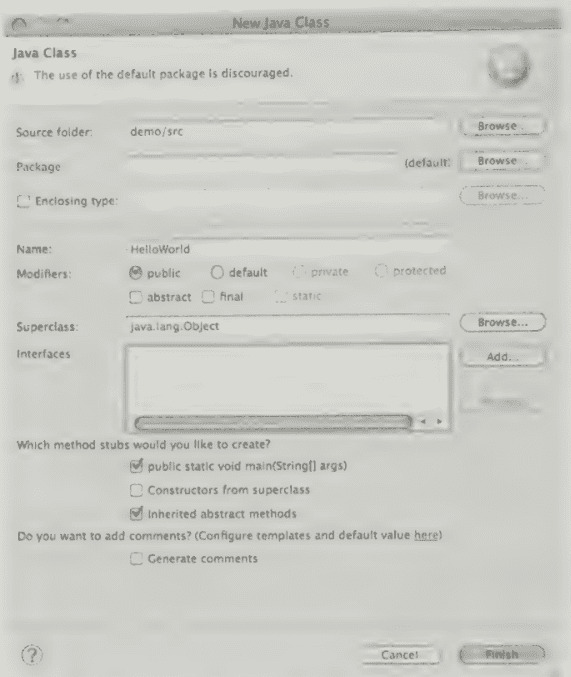 New Java Class
Java Class
The use of the default package is discouraged.
Source folder: demo/src Browse...
Package (default) Browse...
Enclosing type: Browse...
Name: HelloWorld
Modifiers: public default private protected
abstract final static
Superclass: java.lang.Object Browse...
Interfaces Add...
Which method stubs would you like to create?
public static void main(String[] args)
Constructors from superclass
Inherited abstract methods
Do you want to add comments? (Configure templates and default value here)
Generate comments
? Cancel Finish